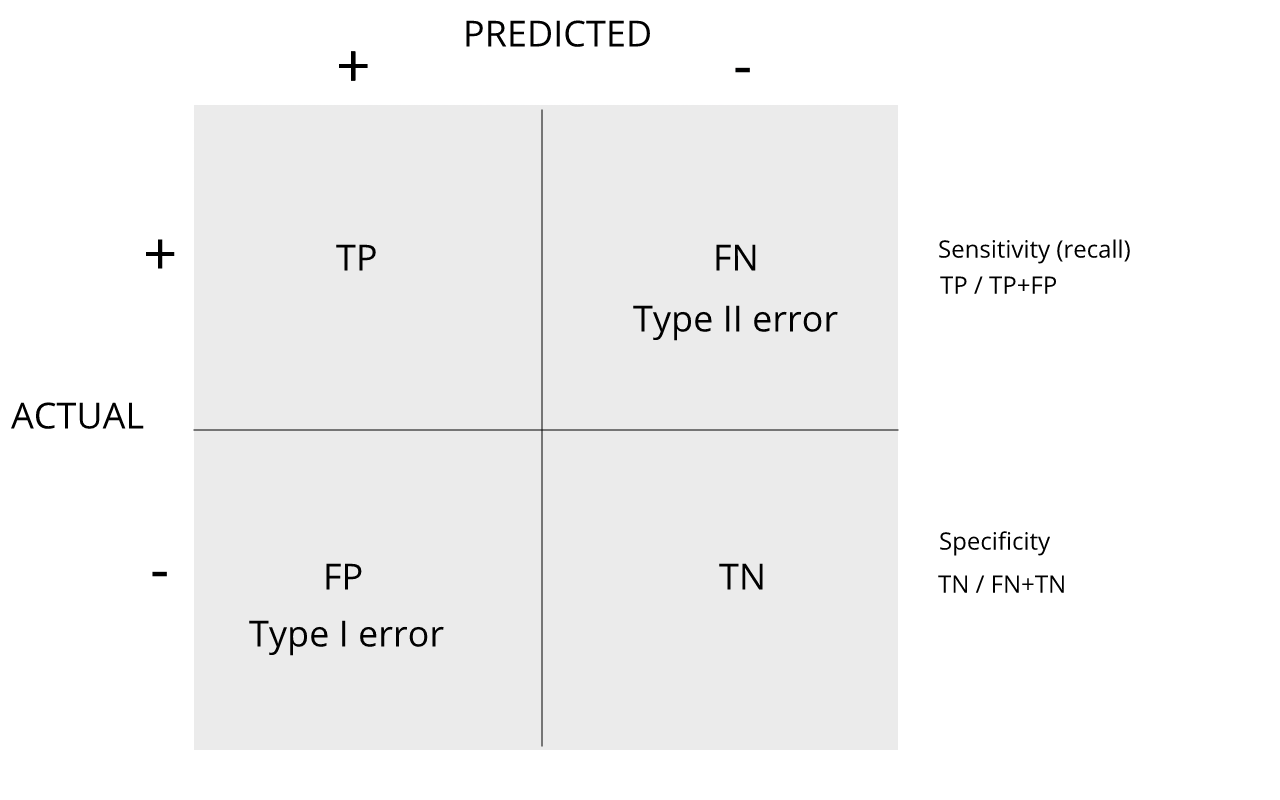 PREDICTED
+ -
+
TP
FN
Type II error
Sensitivity (recall)
TP / TP+FP
ACTUAL
-
FP
Type I error
TN
Specificity
TN / FN+TN